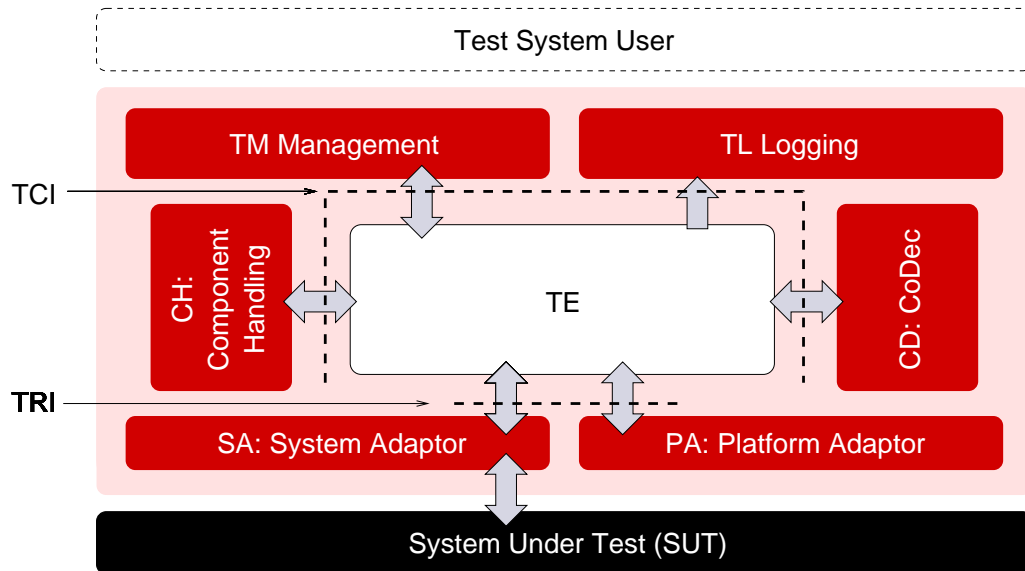 Test System User
TM Management
TL Logging
TCI
CH:
Component
Handling
TE
CD: CoDec
TRI
SA: System Adaptor
PA: Platform Adaptor
System Under Test (SUT)